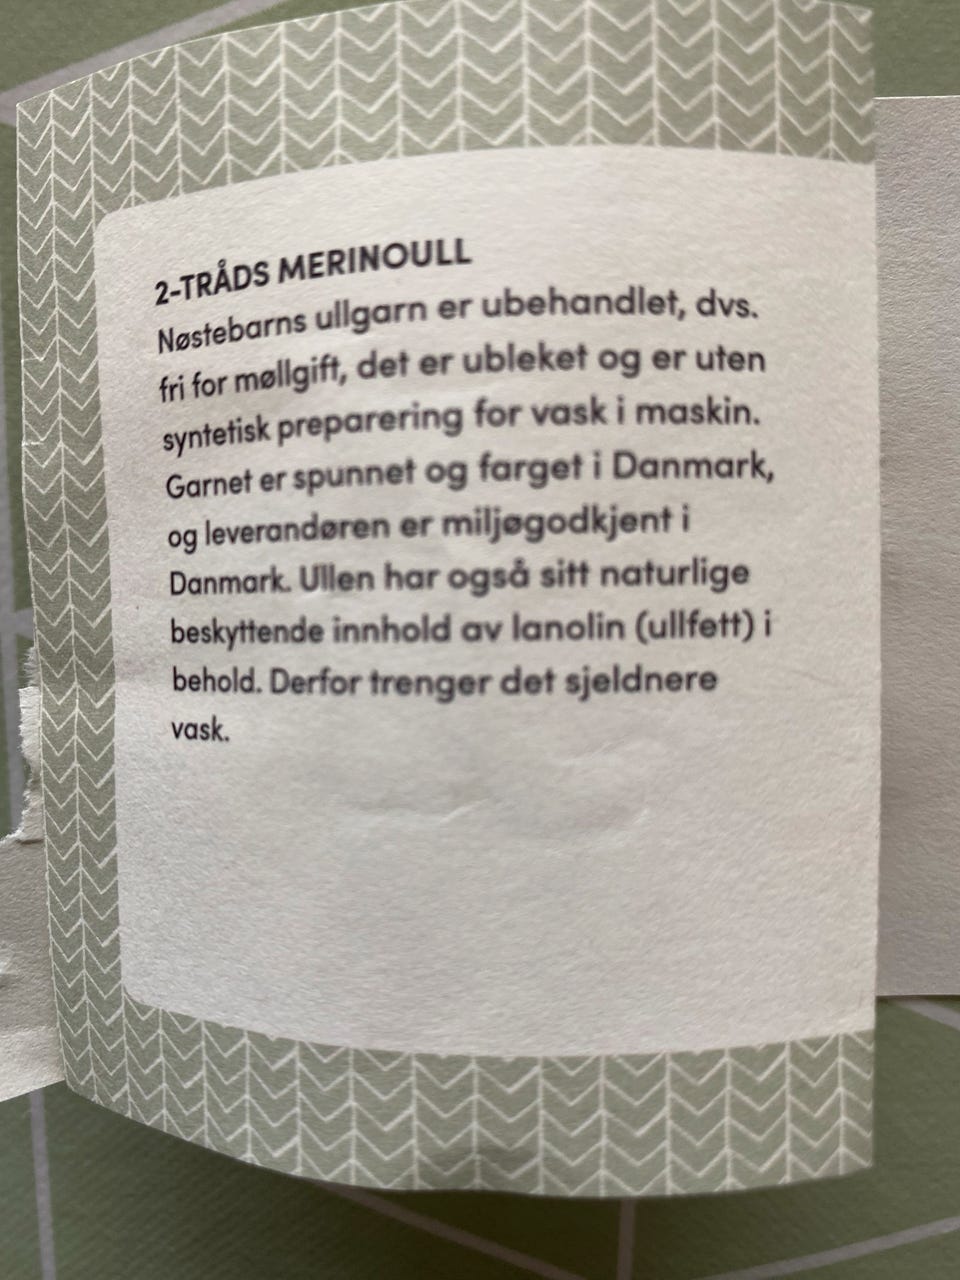 2-TRÅDS MERINOULL
Nøstebarns ullgarn er ubehandlet, dvs.
fri for møllgift, det er ubleket og er uten
syntetisk preparering for vask i maskin.
Garnet er spunnet og farget i Danmark,
og leverandøren er miljøgodkjent i
Danmark. Ullen har også sitt naturlige
beskyttende innhold av lanolin (ullfett) i
behold. Derfor trenger det sjeldnere
vask.